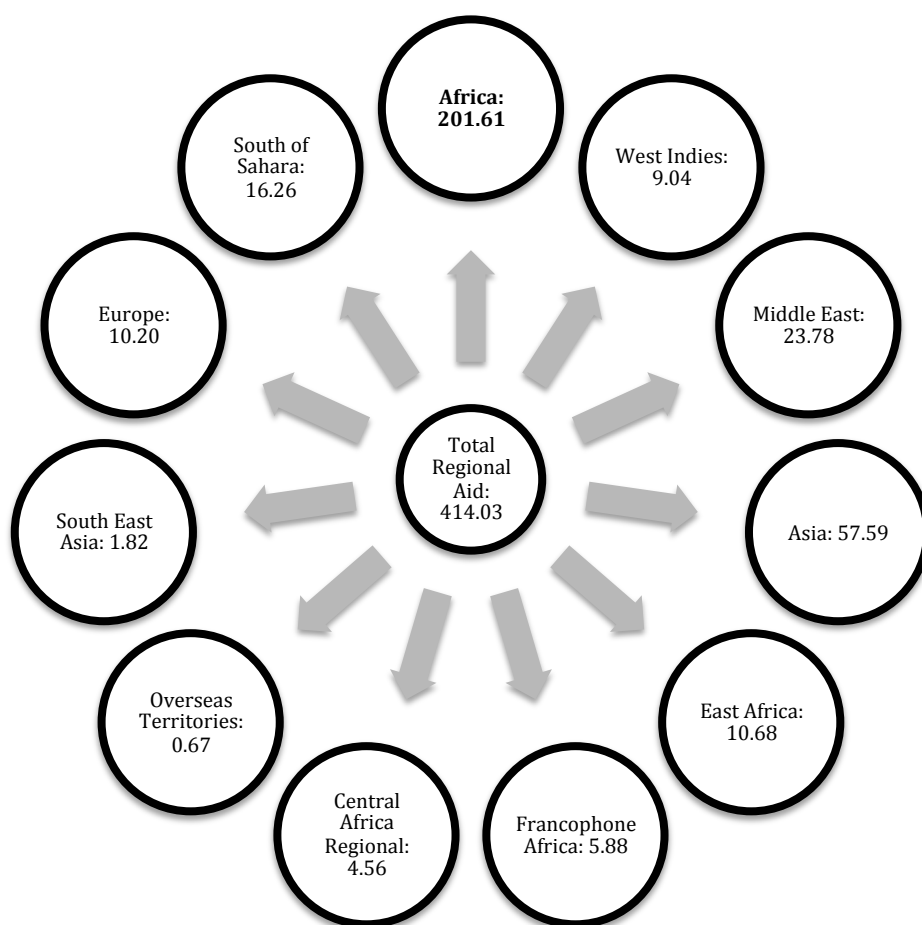 Africa:
201.61
West Indies:
9.04
Middle East:
23.78
Asia: 57.59
East Africa:
10.68
Francophone
Africa: 5.88
Central
Africa
Regional:
4.56
Overseas
Territories:
0.67
South East
Asia: 1.82
Europe:
10.20
South of
Sahara:
16.26
Total
Regional
Aid:
414.03